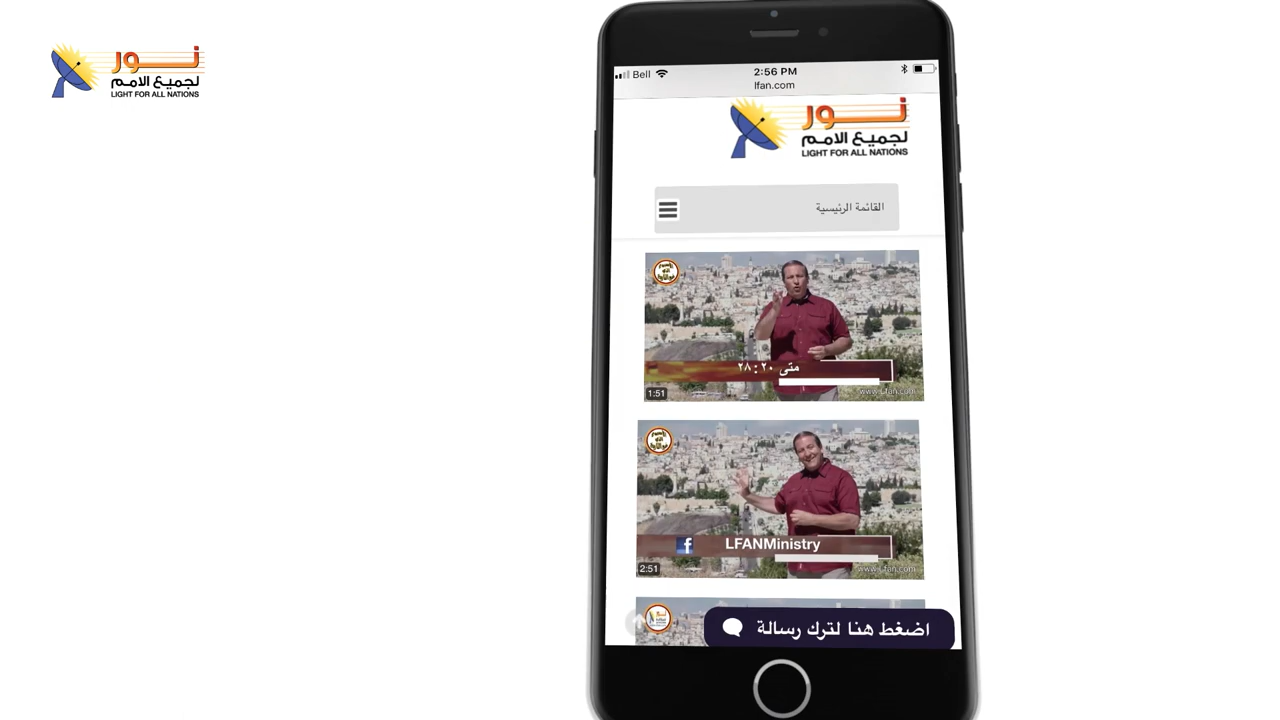 نور
لجميع الامم
LIGHT FOR ALL NATIONS
Bell
2:56 PM
lfan.com
نور
لجميع الامم
LIGHT FOR ALL NATIONS
القائمة الرئيسية
متى ٢٠ : ٢٨
1:51
www.Lfan.com
LFANMinistry
2:51
www.Lfan.com
اضغط هنا لترك رسالة